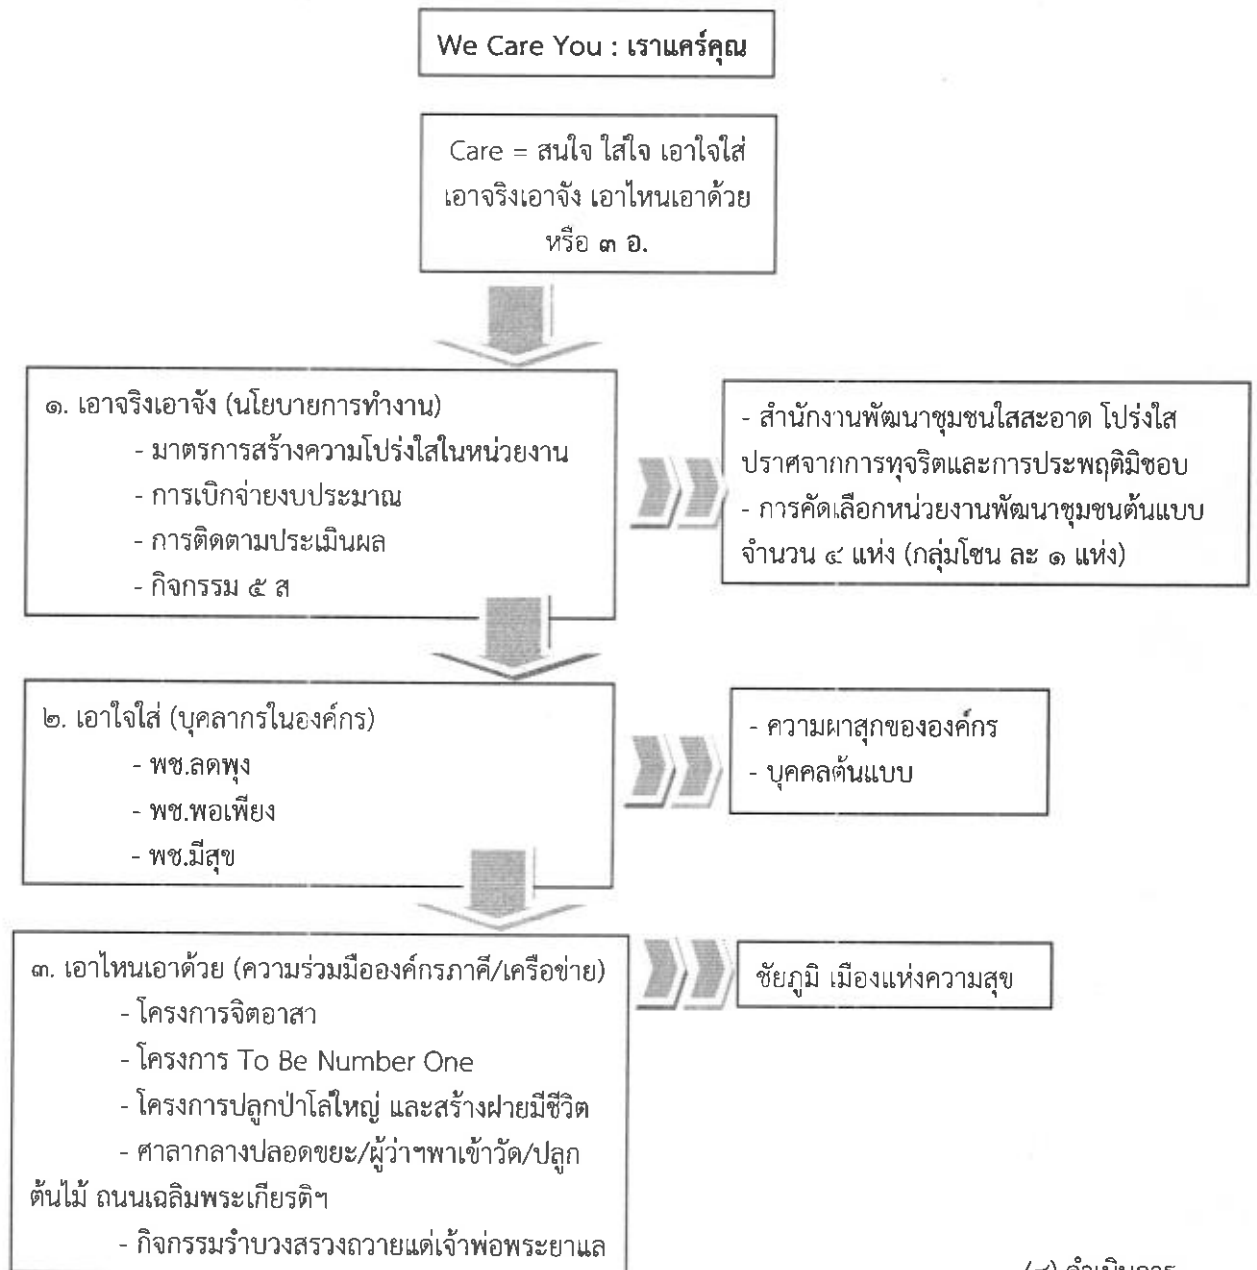 We Care You : เราแคร์คุณ
Care = สนใจ ใส่ใจ เอาใจใส่
เอาจริงเอาจัง เอาไหนเอาด้วย
หรือ ๓ อ.
๑. เอาจริงเอาจัง (นโยบายการทำงาน)
- มาตรการสร้างความโปร่งใสในหน่วยงาน
- การเบิกจ่ายงบประมาณ
- การติดตามประเมินผล
- กิจกรรม ๕ ส
- สำนักงานพัฒนาชุมชนใสสะอาด โปร่งใส
ปราศจากการทุจริตและการประพฤติมิชอบ
- การคัดเลือกหน่วยงานพัฒนาชุมชนต้นแบบ
จำนวน ๔ แห่ง (กลุ่มโซน ละ ๑ แห่ง)
๒. เอาใจใส่ (บุคลากรในองค์กร)
- พช.ลดพุง
- พช.พอเพียง
- พช.มีสุข
- ความผาสุกขององค์กร
- บุคคลต้นแบบ
๓. เอาไหนเอาด้วย (ความร่วมมือองค์กรภาคี/เครือข่าย)
- โครงการจิตอาสา
- โครงการ To Be Number One
- โครงการปลูกป่าโล่ใหญ่ และสร้างฝายมีชีวิต
- ศาลากลางปลอดขยะ/ผู้ว่าฯพาเข้าวัด/ปลูก
ต้นไม้ ถนนเฉลิมพระเกียรติฯ
- กิจกรรมรำบวงสรวงถวายแด่เจ้าพ่อพระยาแล
ชัยภูมิ เมืองแห่งความสุข